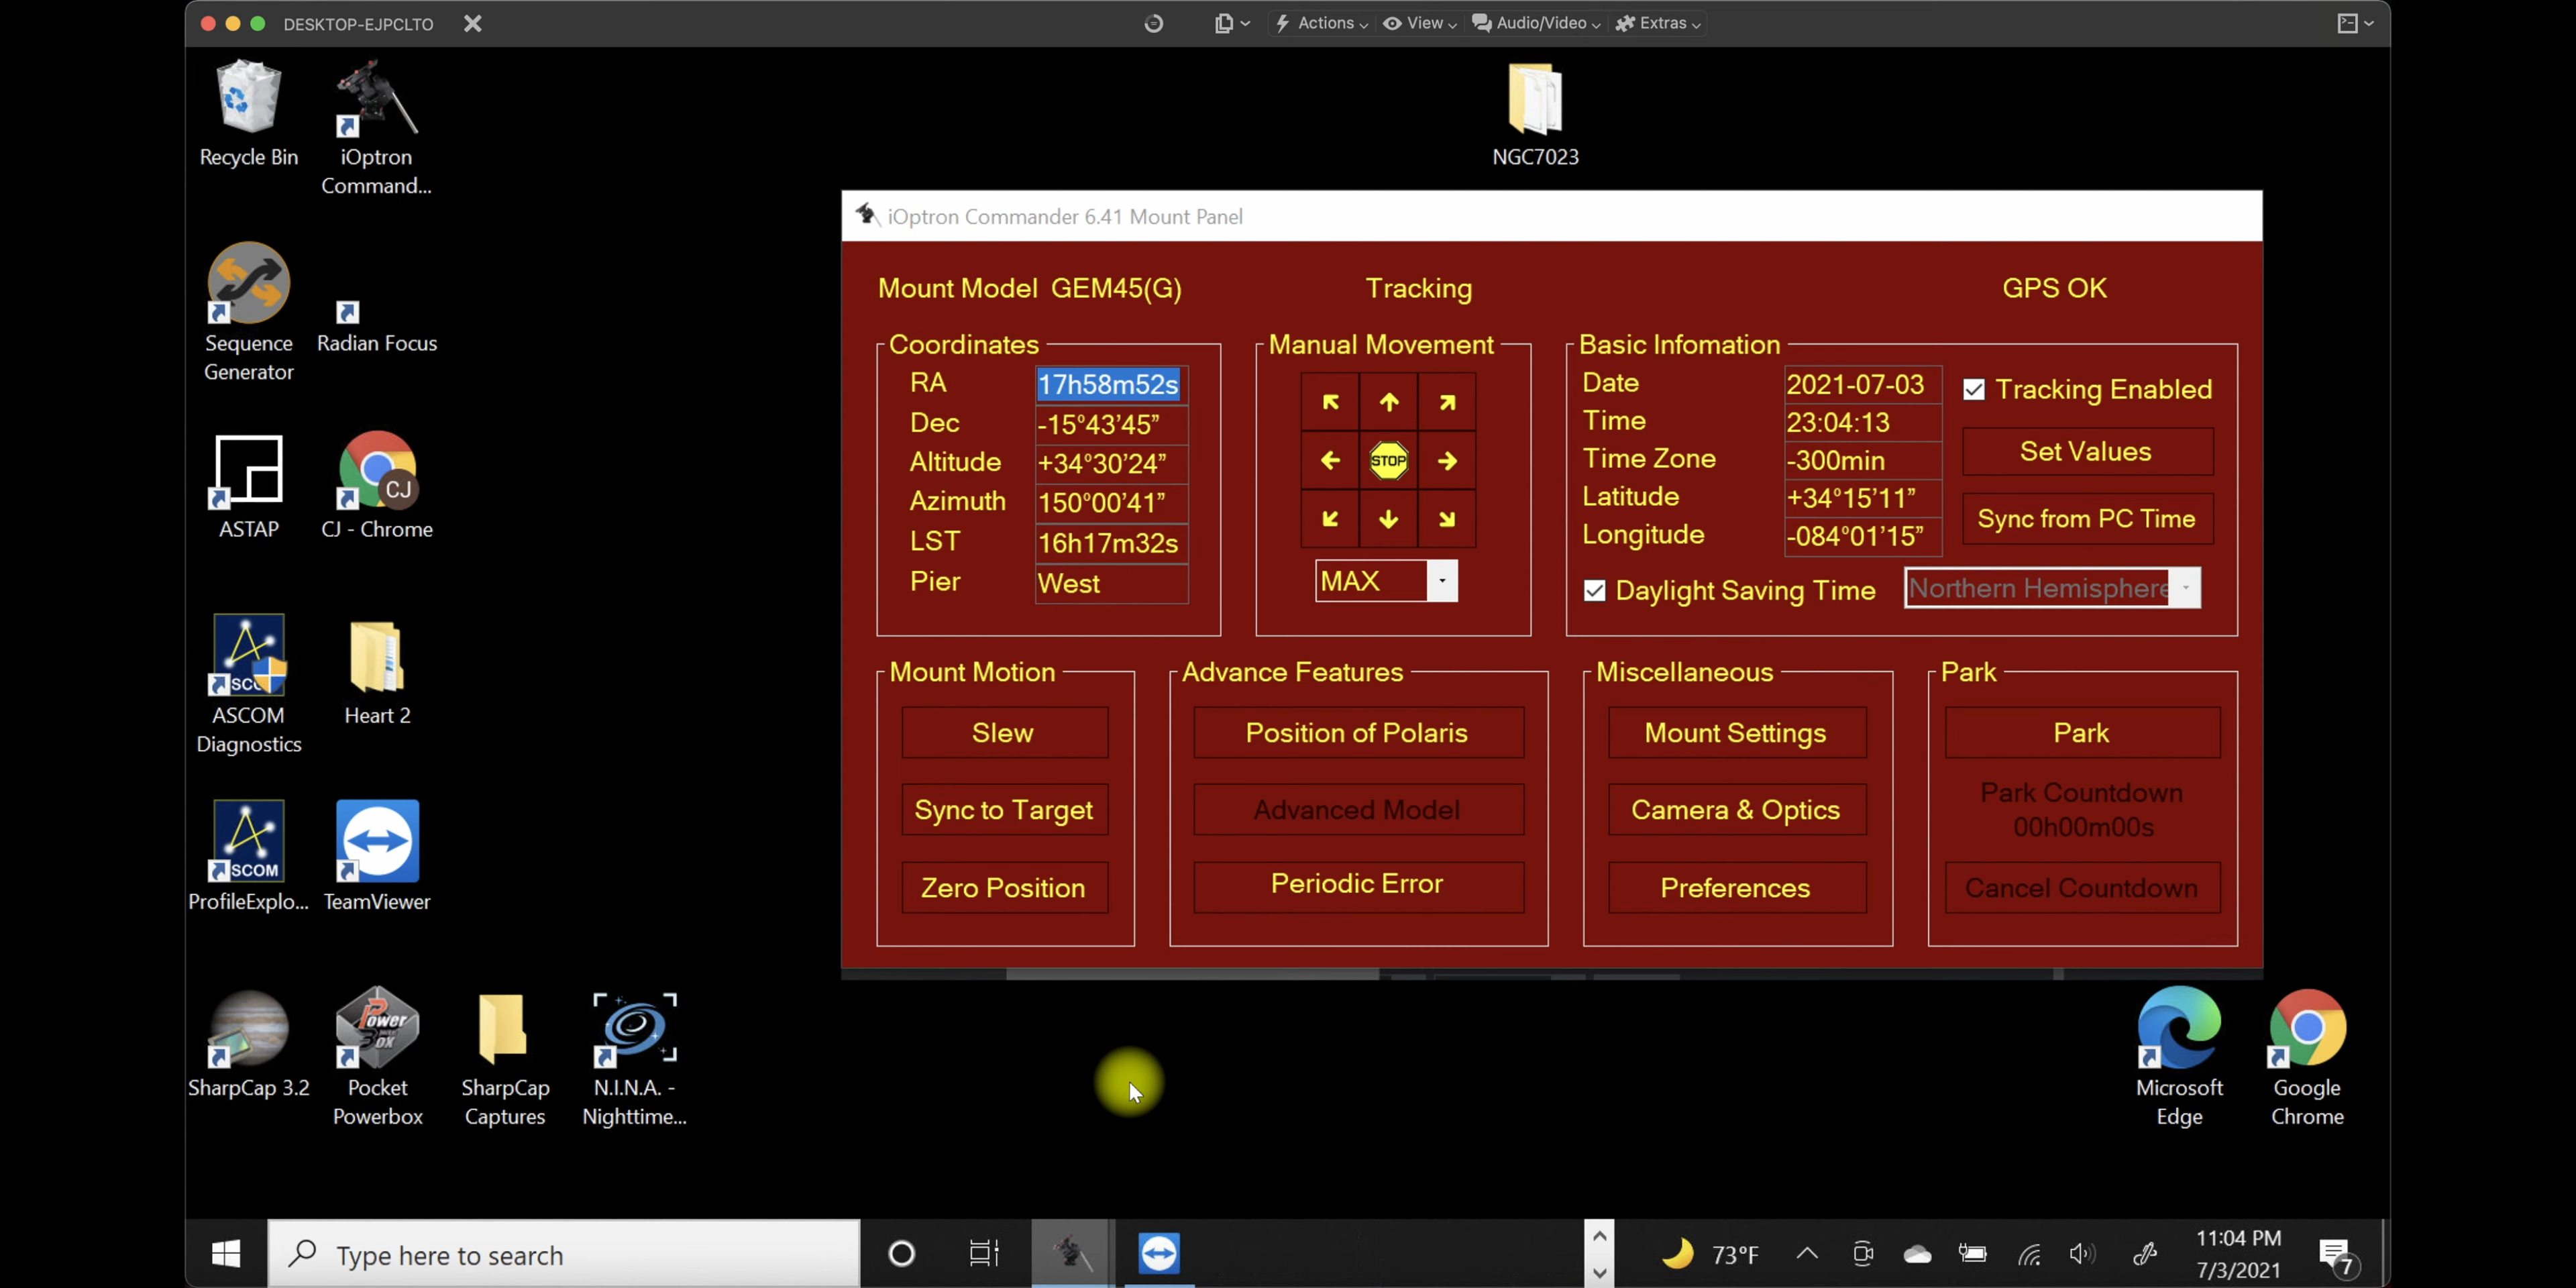 DESKTOP-EJPCLTO
Actions
View
Audio/Video
Extras
Recycle Bin
iOptron
Command...
NGC7023
iOptron Commander 6.41 Mount Panel
Mount Model GEM45(G)
Tracking
GPS OK
Coordinates
RA 17h58m52s
Dec -15°43'45”
Altitude +34°30'24”
Azimuth 150°00'41”
LST 16h17m32s
Pier West
Manual Movement
STOP
MAX
Basic Infomation
Date 2021-07-03
Time 23:04:13
Time Zone -300min
Latitude +34°15'11”
Longitude -084°01'15”
Tracking Enabled
Set Values
Sync from PC Time
Daylight Saving Time
Northern Hemisphere
Mount Motion
Slew
Sync to Target
Zero Position
Advance Features
Position of Polaris
Advanced Model
Periodic Error
Miscellaneous
Mount Settings
Camera & Optics
Preferences
Park
Park
Park Countdown
00h00m00s
Cancel Countdown
Sequence
Generator
Radian Focus
ASTAP
CJ
CJ - Chrome
ASCOM
Diagnostics
Heart 2
SCOM
ProfileExplo...
TeamViewer
SharpCap 3.2
Power
Pocket
Powerbox
SharpCap
Captures
N.I.N.A. -
Nighttime...
Microsoft
Edge
Google
Chrome
Type here to search
73°F
11:04 PM
7/3/2021
7